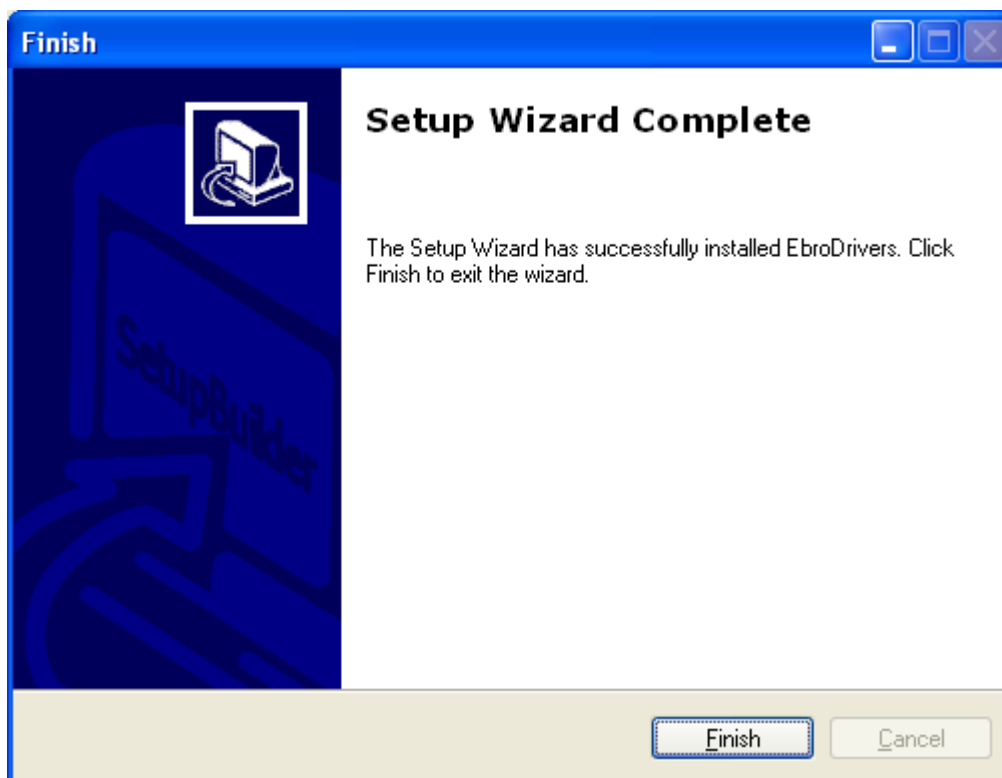 Finish
Setup Wizard Complete
The Setup Wizard has successfully installed EbroDrivers. Click
Finish to exit the wizard.
SetupBuilder
Finish
Cancel